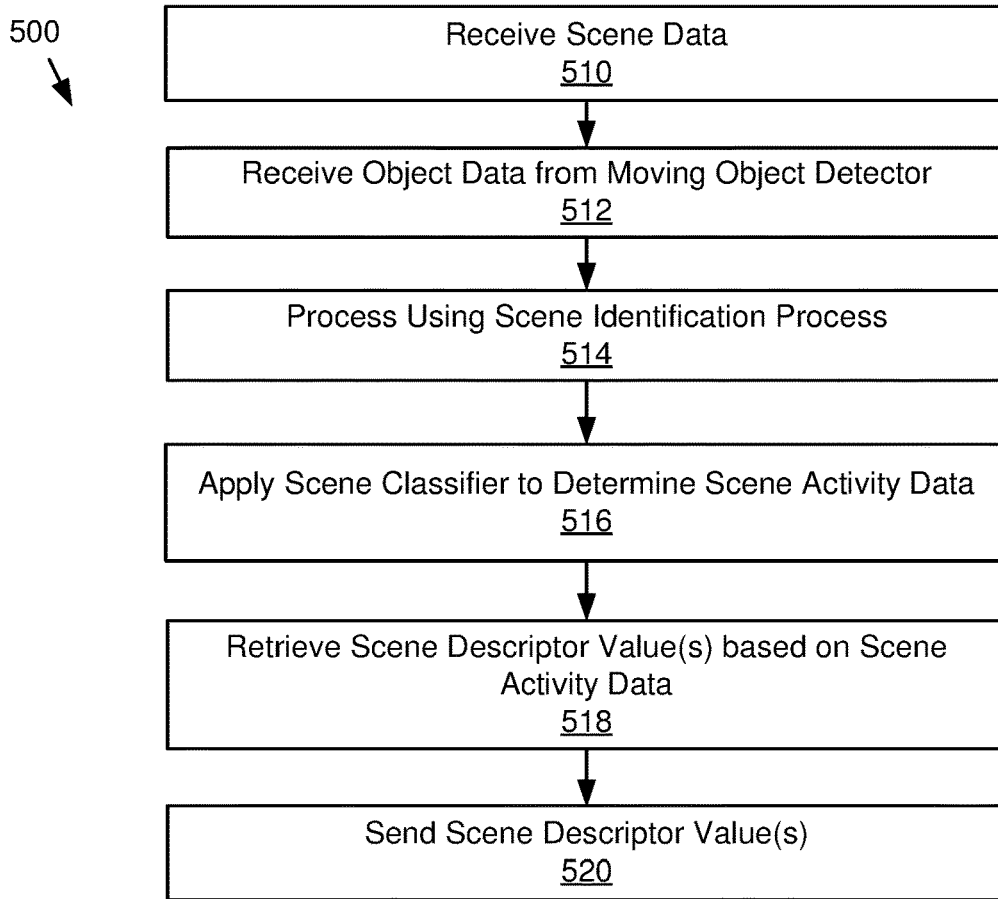 500
Receive Scene Data
510
Receive Object Data from Moving Object Detector
512
Process Using Scene Identification Process
514
Apply Scene Classifier to Determine Scene Activity Data
516
Retrieve Scene Descriptor Value(s) based on Scene
Activity Data
518
Send Scene Descriptor Value(s)
520